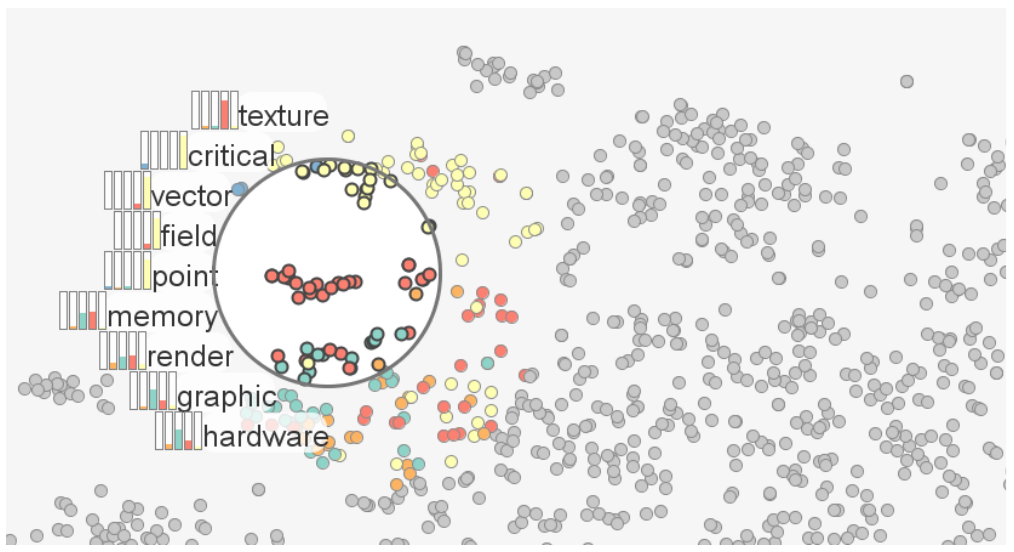 texture
critical
vector
field
point
memory
render
graphic
hardware